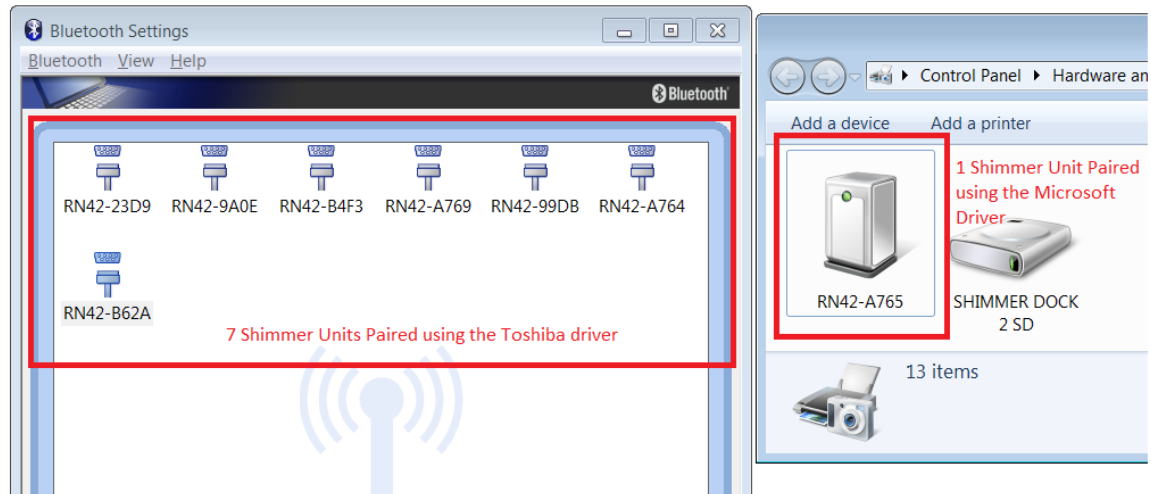 Bluetooth Settings
Bluetooth View Help
Bluetooth
RN42-23D9 RN42-9A0E RN42-B4F3 RN42-A769 RN42-99DB RN42-A764
RN42-B62A
7 Shimmer Units Paired using the Toshiba driver
Control Panel Hardware an
Add a device Add a printer
1 Shimmer Unit Paired
using the Microsoft
Driver
RN42-A765
SHIMMER DOCK
2 SD
13 items